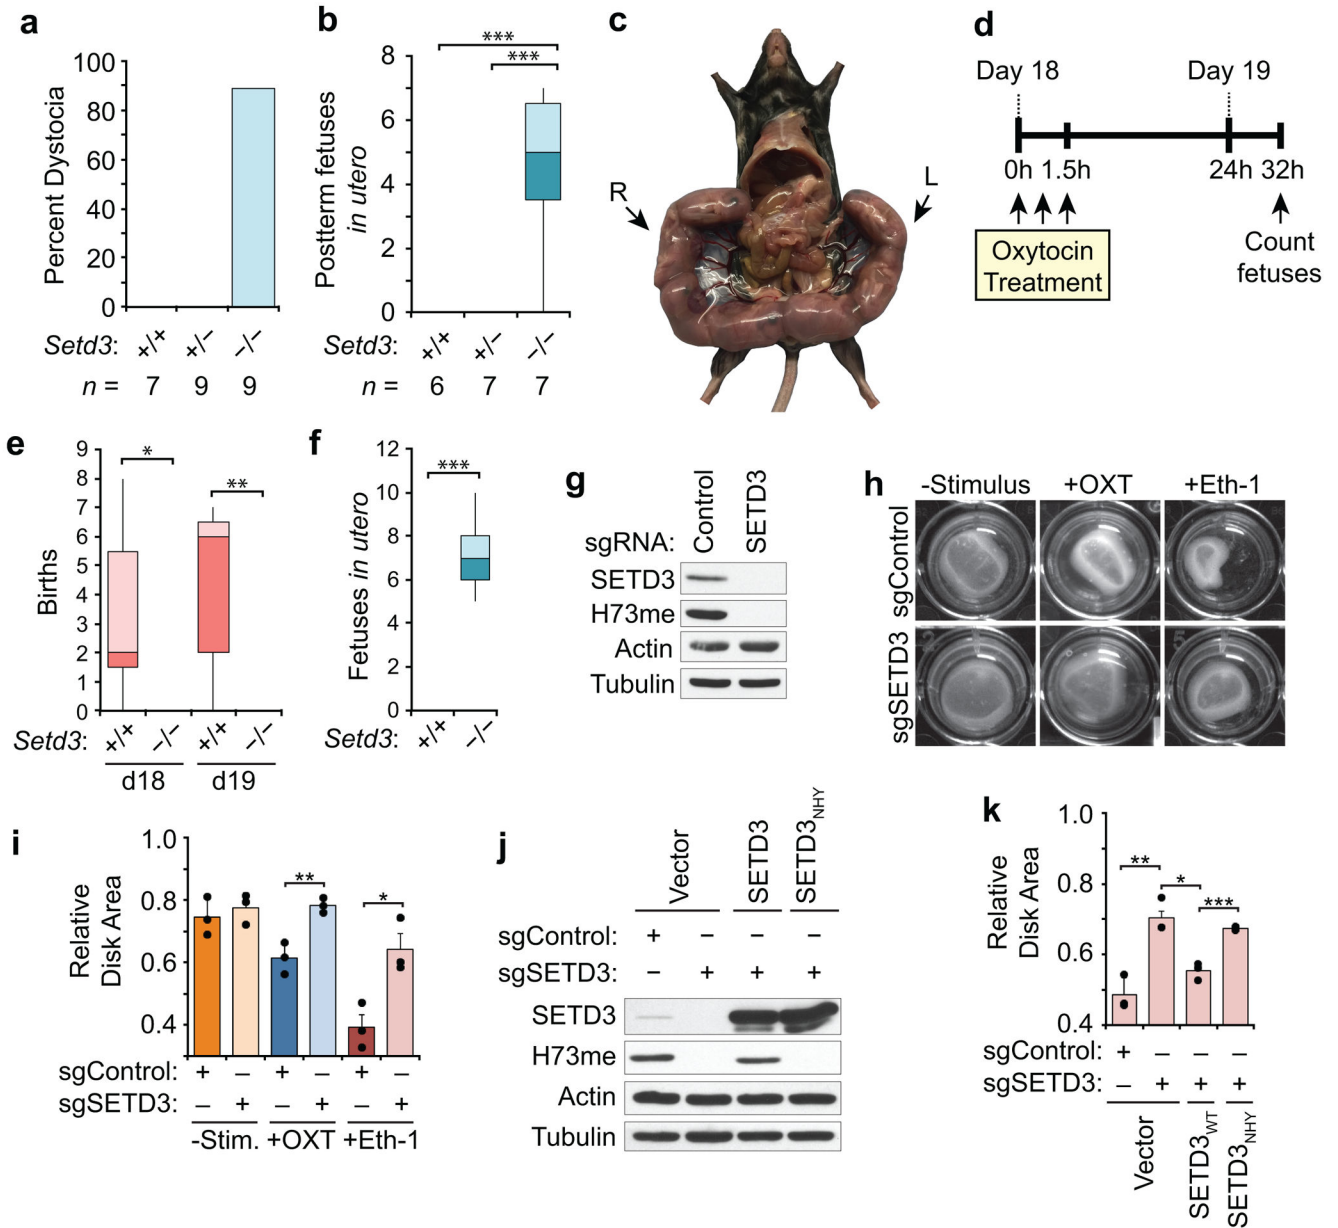 a
100
80
60
40
20
0
Percent Dystocia
Setd3: +/+ +/− −/−
n = 7 9 9
b
***
***
8
6
4
2
0
Postterm fetuses
in utero
Setd3: +/+ +/− −/−
n = 6 7 7
c
R
L
d
Day 18 Day 19
0h 1.5h 24h 32h
Oxytocin
Treatment
Count
fetuses
e
9
8
7
6
5
4
3
2
1
0
Births
*
**
Setd3: +/+ −/− +/+ −/−
d18 d19
f
12
10
8
6
4
2
0
Fetuses in utero
***
Setd3: +/+ −/−
g
sgRNA: Control SETD3
SETD3
H73me
Actin
Tubulin
h
-Stimulus +OXT +Eth-1
sgControl
sgSETD3
i
1.0
0.8
0.6
0.4
Relative
Disk Area
**
*
sgControl: + − + − + −
sgSETD3: − + − + − +
-Stim. +OXT +Eth-1
j
Vector SETD3 SETD3NHY
sgControl: + − − −
sgSETD3: − + + +
SETD3
H73me
Actin
Tubulin
k
1.0
0.8
0.6
0.4
Relative
Disk Area
**
*
***
sgControl: + − − −
sgSETD3: − + + +
Vector SETD3WT SETD3NHY